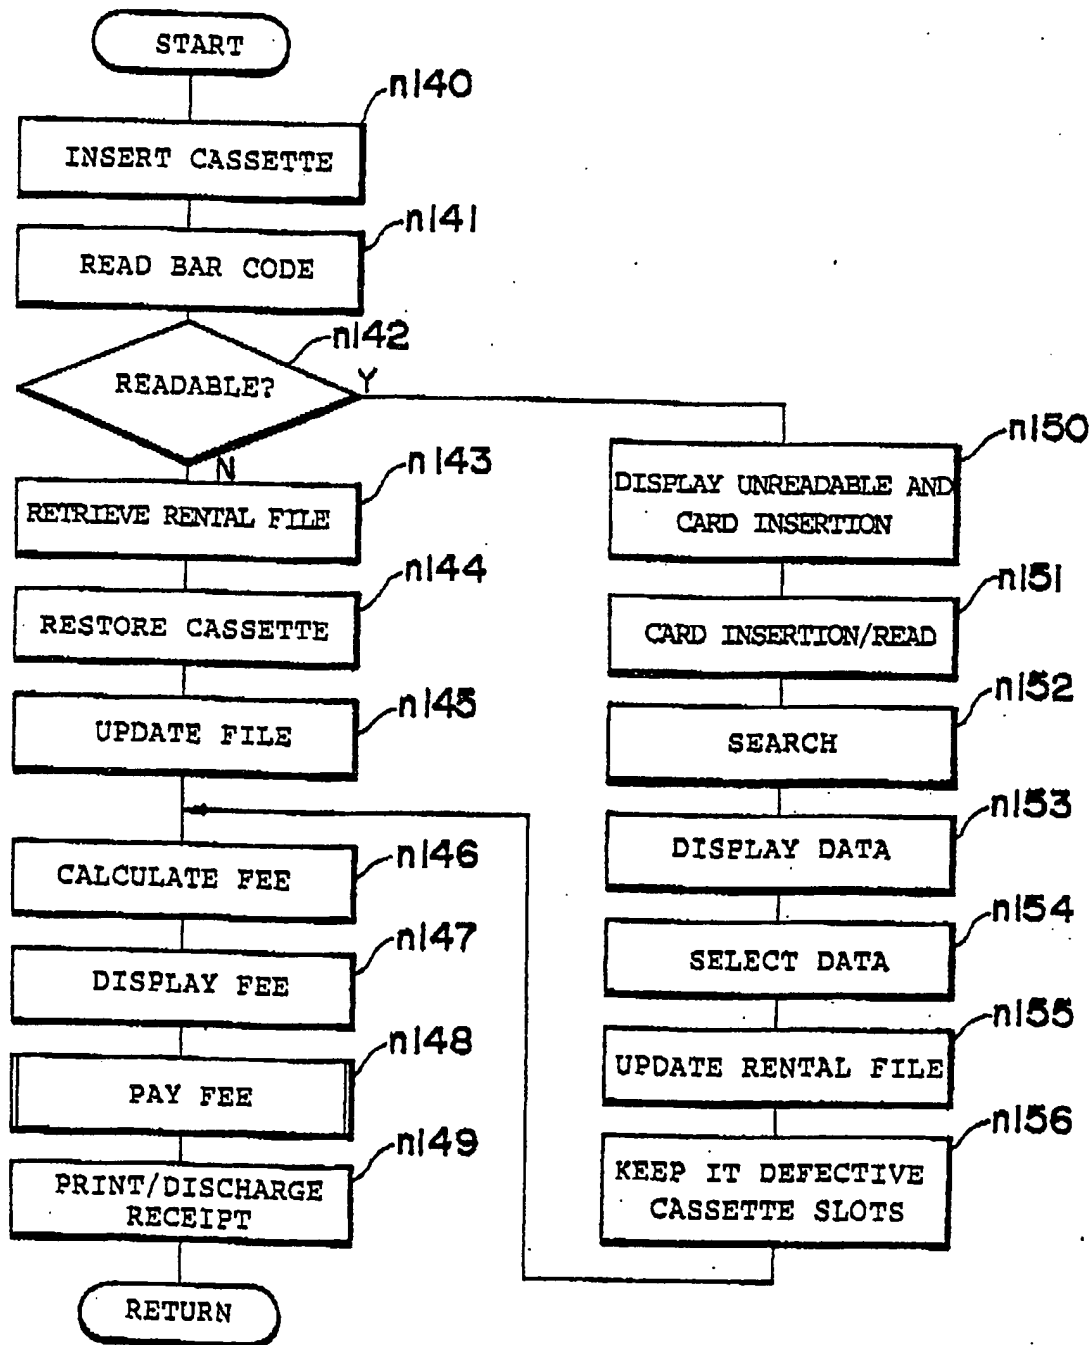 START
n140
INSERT CASSETTE
n141
READ BAR CODE
n142
READABLE?
Y
N
n143
RETRIEVE RENTAL FILE
n144
RESTORE CASSETTE
n145
UPDATE FILE
n146
CALCULATE FEE
n147
DISPLAY FEE
n148
PAY FEE
n149
PRINT/DISCHARGE
RECEIPT
RETURN
n150
DISPLAY UNREADABLE AND
CARD INSERTION
n151
CARD INSERTION/READ
n152
SEARCH
n153
DISPLAY DATA
n154
SELECT DATA
n155
UPDATE RENTAL FILE
n156
KEEP IT DEFECTIVE
CASSETTE SLOTS